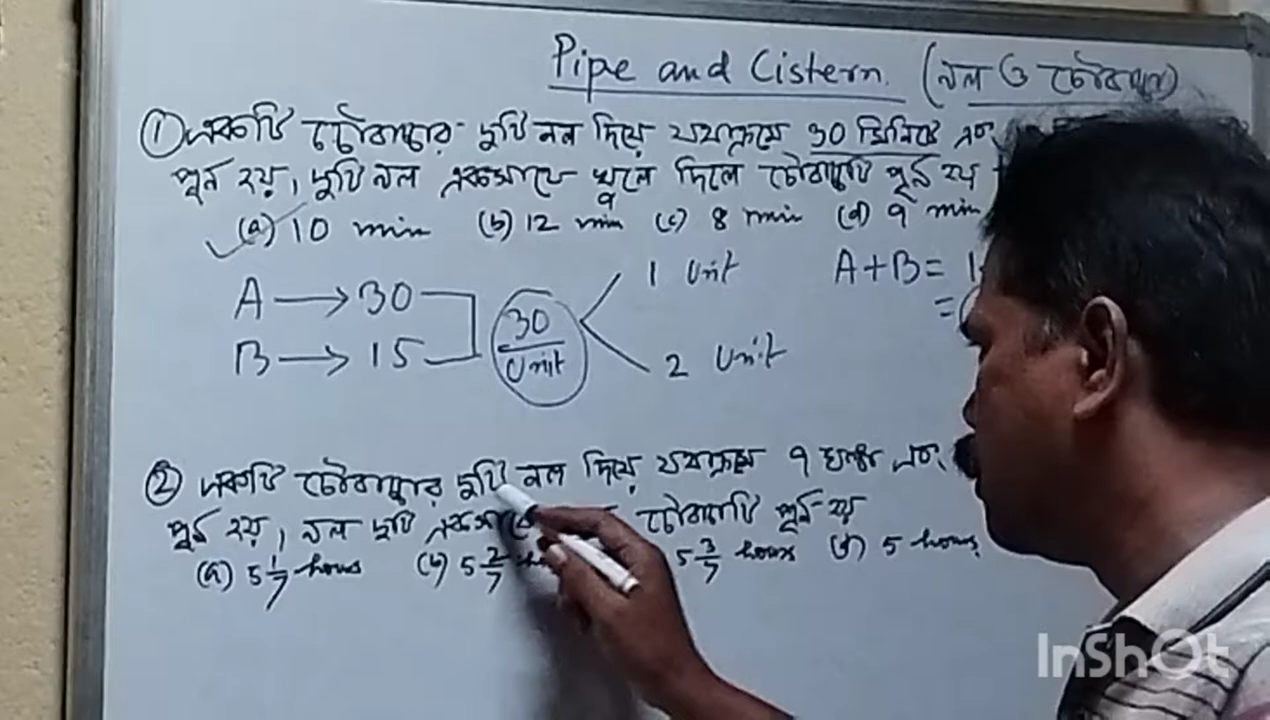 Pipe and Cistern. (নল ও চৌবাচ্চা)
① একটি চৌবাচ্চার দুটি নল দিয়ে যথাক্রমে 30 মিনিটে এবং
পূর্ন হয়, দুটি নল একসাথে খুলে দিলে চৌবাচ্চাটি পূর্ন হয়
(a) 10 min (b) 12 min (c) 8 min (d) 9 min
A → 30
B → 15
30
Unit
1 Unit
2 Unit
A+B =
=
② একটি চৌবাচ্চার দুটি নল দিয়ে যথাক্রমে 9 ঘন্টা এবং
পূর্ন হয়, নল দুটি চৌবাচ্চাটি পূর্ন হয়
(a) 5 1/7 hours (b) 5 2/7 5 3/7 hours (d) 5 hours
InShOt